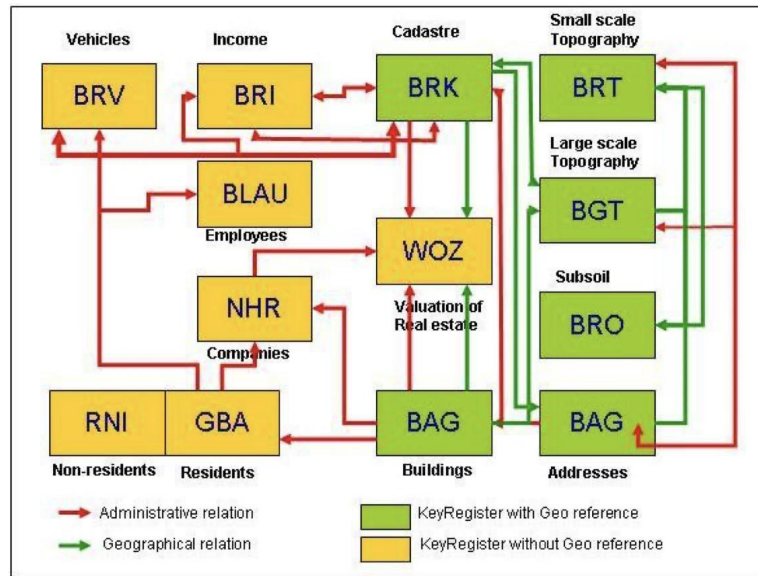 Vehicles
Income
Cadastre
Small scale
Topography
BRV
BRI
BRK
BRT
Large scale
Topography
BLAU
Employees
WOZ
BGT
Valuation of
Real estate
Subsoil
NHR
Companies
BRO
RNI
GBA
BAG
BAG
Non-residents
Residents
Buildings
Addresses
Administrative relation
KeyRegister with Geo reference
Geographical relation
KeyRegister without Geo reference